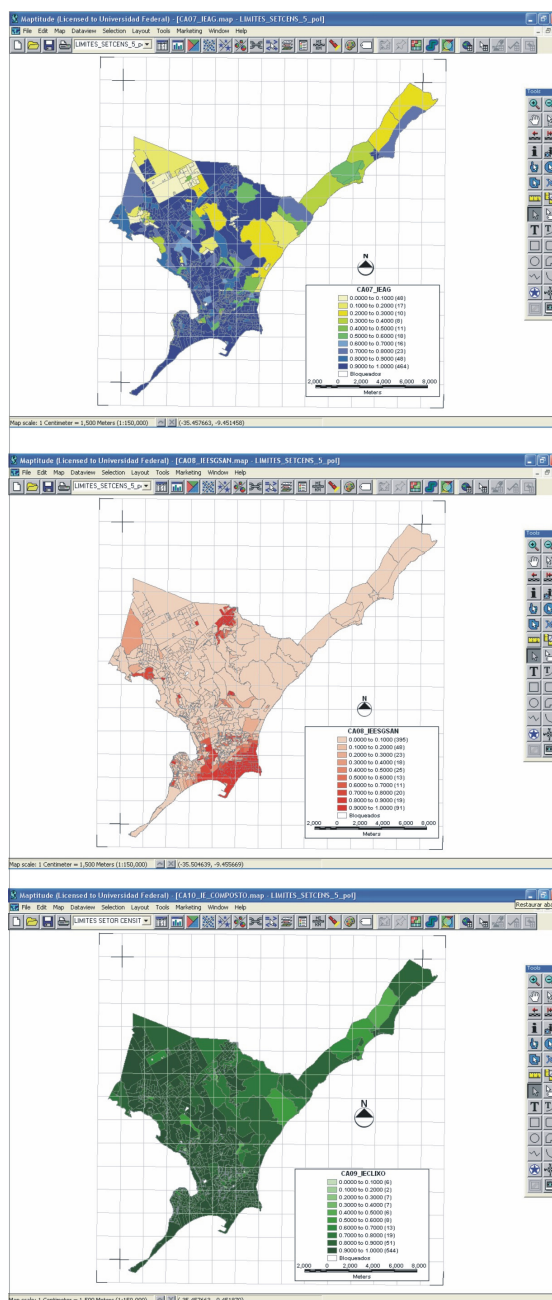 Maptitude (Licensed to Universidad Federal) - [CA07_IEAG.map - LIMITES_SETCENS_5_pol]
File Edit Map Dataview Selection Layout Tools Marketing Window Help
LIMITES_SETCENS_5_p
Tools
N
CA07_IEAG
0.0000 to 0.1000 (48)
0.1000 to 0.2000 (17)
0.2000 to 0.3000 (10)
0.3000 to 0.4000 (8)
0.4000 to 0.5000 (11)
0.5000 to 0.6000 (18)
0.6000 to 0.7000 (16)
0.7000 to 0.8000 (23)
0.8000 to 0.9000 (48)
0.9000 to 1.0000 (464)
Bloqueados
2,000 0 2,000 4,000 6,000 8,000
Meters
Map scale: 1 Centimeter = 1,500 Meters (1:150,000) (-35.457663, -9.451458)
Maptitude (Licensed to Universidad Federal) - [CA08_IEESGSAN.map - LIMITES_SETCENS_5_pol]
File Edit Map Dataview Selection Layout Tools Marketing Window Help
LIMITES_SETCENS_5_p
Tools
N
CA08_IEESGSAN
0.0000 to 0.1000 (395)
0.1000 to 0.2000 (48)
0.2000 to 0.3000 (23)
0.3000 to 0.4000 (18)
0.4000 to 0.5000 (25)
0.5000 to 0.6000 (13)
0.6000 to 0.7000 (11)
0.7000 to 0.8000 (20)
0.8000 to 0.9000 (19)
0.9000 to 1.0000 (91)
Bloqueados
2,000 0 2,000 4,000 6,000 8,000
Meters
Map scale: 1 Centimeter = 1,500 Meters (1:150,000) (-35.504639, -9.455669)
Maptitude (Licensed to Universidad Federal) - [CA10_IE_COMPOSTO.map - LIMITES_SETCENS_5_pol]
File Edit Map Dataview Selection Layout Tools Marketing Window Help
Restaurar aba
LIMITES SETOR CENSIT
Tools
N
CA09_IECLIXO
0.0000 to 0.1000 (6)
0.1000 to 0.2000 (2)
0.2000 to 0.3000 (7)
0.3000 to 0.4000 (7)
0.4000 to 0.5000 (6)
0.5000 to 0.6000 (8)
0.6000 to 0.7000 (13)
0.7000 to 0.8000 (19)
0.8000 to 0.9000 (51)
0.9000 to 1.0000 (544)
Bloqueados
2,000 0 2,000 4,000 6,000 8,000
Meters